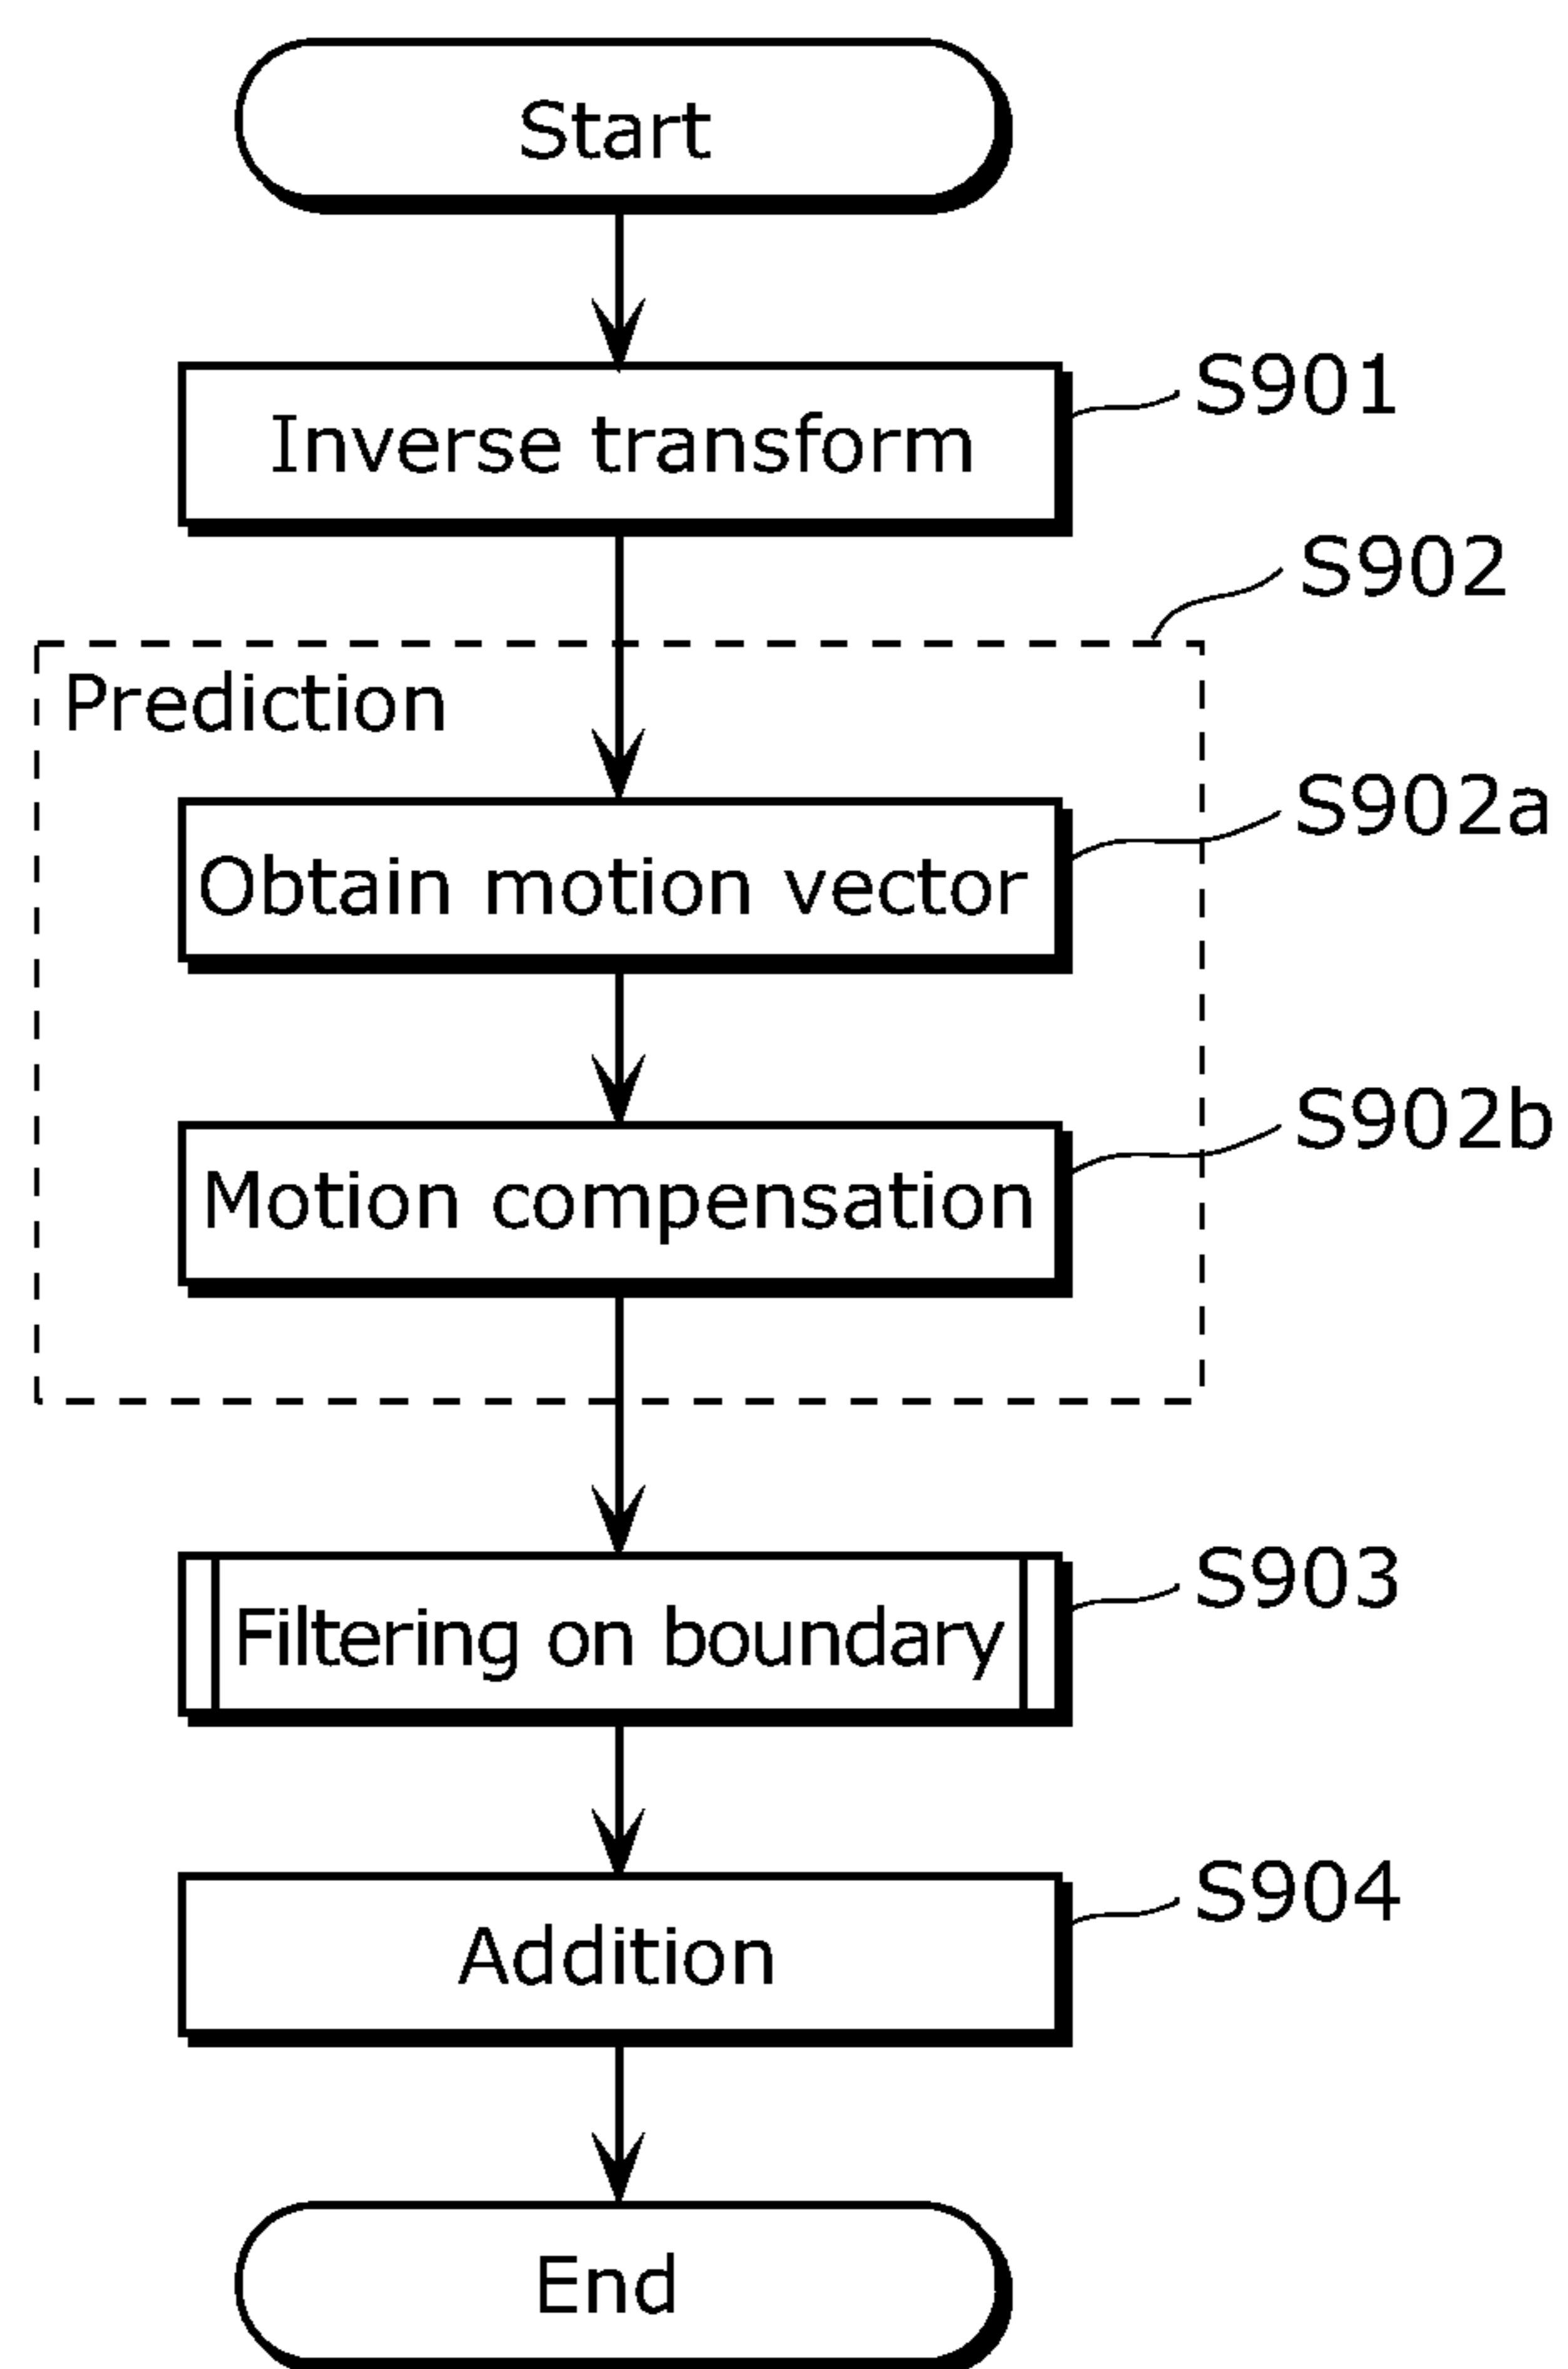 Start
Inverse transform
S901
S902
Prediction
Obtain motion vector
S902a
Motion compensation
S902b
Filtering on boundary
S903
Addition
S904
End